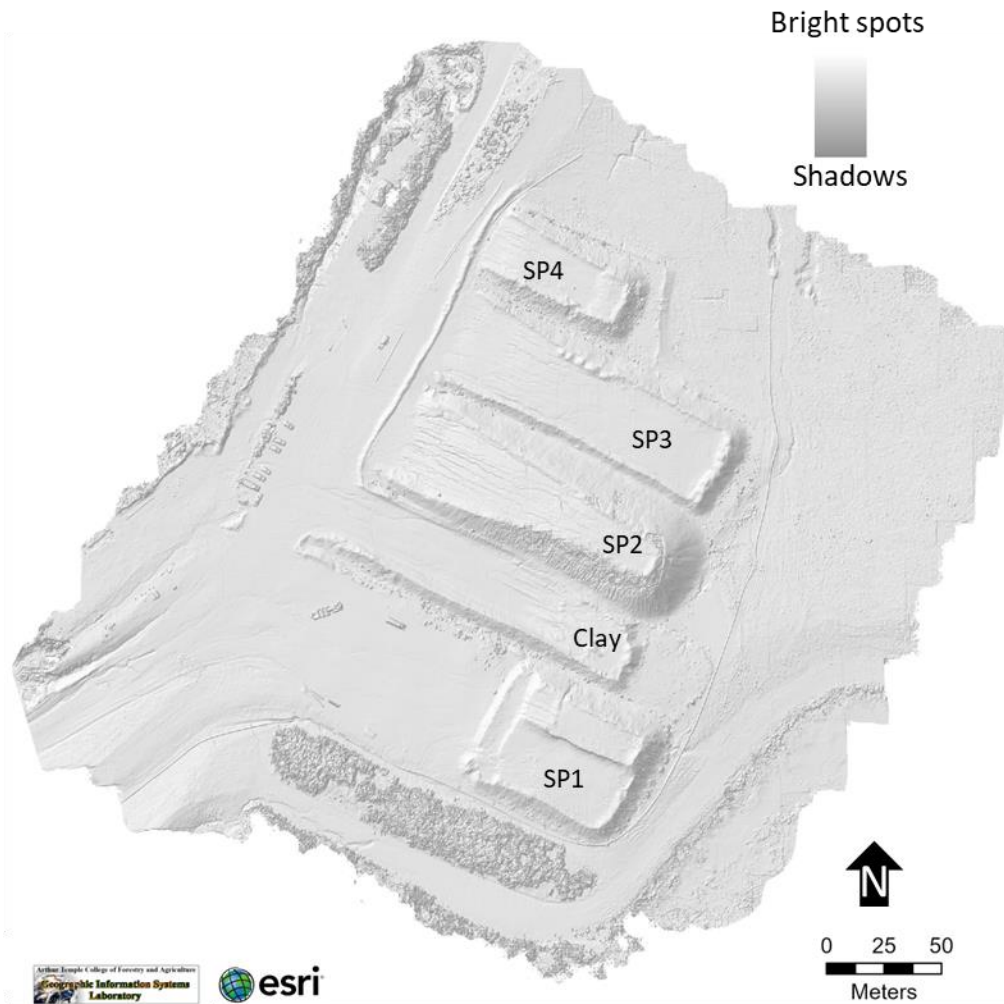 Bright spots
Shadows
SP4
SP3
SP2
Clay
SP1
N
0 25 50
Meters
Arthur Temple College of Forestry and Agriculture
Geographic Information Systems
Laboratory
esri